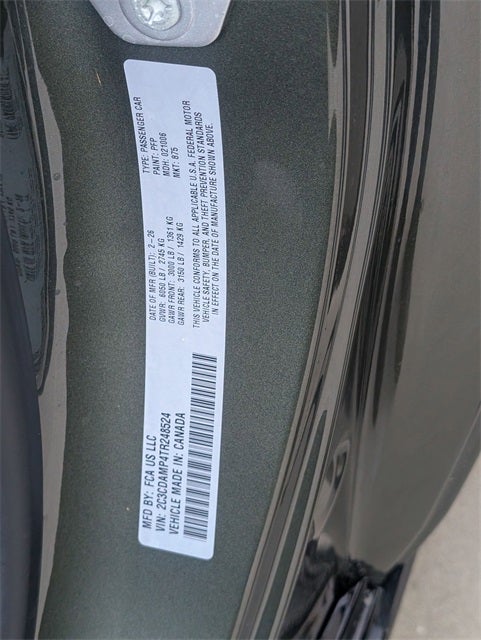 MFD BY: FCA US LLC
VIN: 2C3CDAMP4TR248524
VEHICLE MADE IN: CANADA
DATE OF MFR (BUILT): 2-26
GVWR: 6050 LB / 2745 KG
GAWR FRONT: 3000 LB / 1361 KG
GAWR REAR: 3150 LB / 1429 KG
TYPE: PASSENGER CAR
PAINT: PFP
MDH: 021006
MKT: 875
THIS VEHICLE CONFORMS TO ALL APPLICABLE U.S.A. FEDERAL MOTOR
VEHICLE SAFETY, BUMPER, AND THEFT PREVENTION STANDARDS
IN EFFECT ON THE DATE OF MANUFACTURE SHOWN ABOVE.